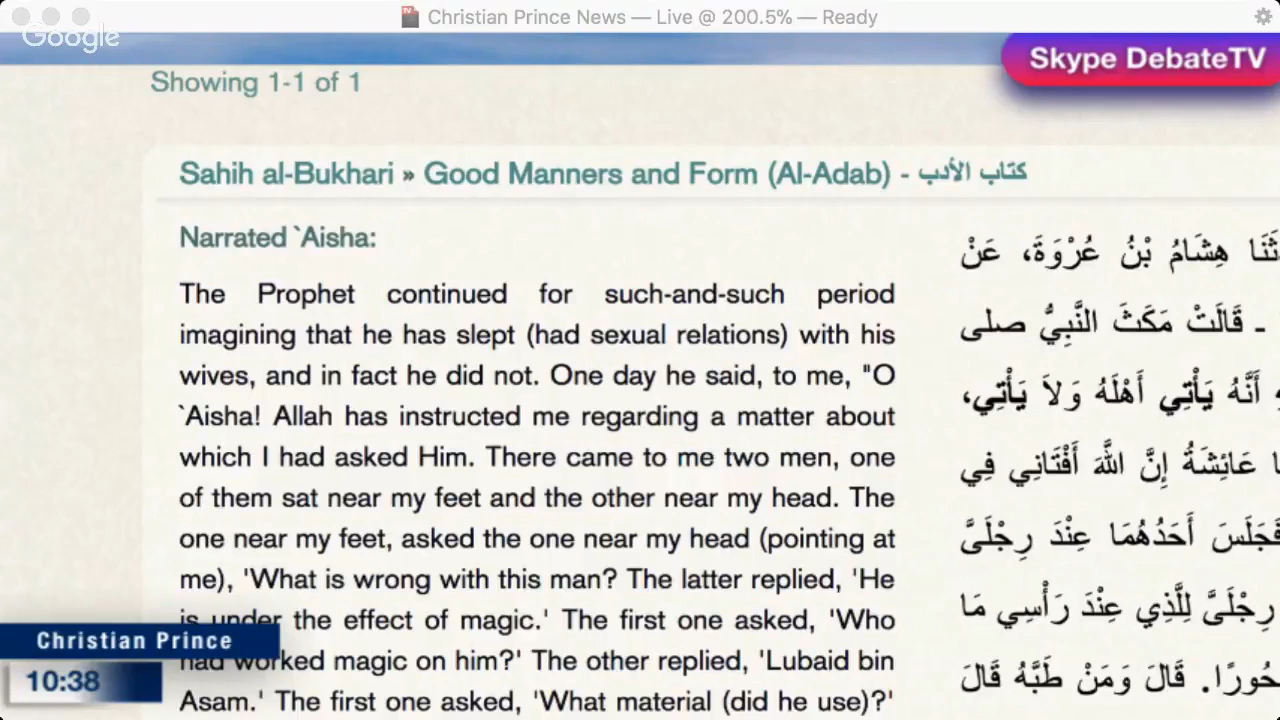 Christian Prince News — Live @ 200.5% — Ready
Google
Skype DebateTV
Showing 1-1 of 1
Sahih al-Bukhari » Good Manners and Form (Al-Adab) - كتاب الأدب
Narrated `Aisha:
The Prophet continued for such-and-such period
imagining that he has slept (had sexual relations) with his
wives, and in fact he did not. One day he said, to me, "O
`Aisha! Allah has instructed me regarding a matter about
which I had asked Him. There came to me two men, one
of them sat near my feet and the other near my head. The
one near my feet, asked the one near my head (pointing at
me), 'What is wrong with this man? The latter replied, 'He
is under the effect of magic.' The first one asked, 'Who
had worked magic on him?' The other replied, 'Lubaid bin
Asam.' The first one asked, 'What material (did he use)?'
هِشَامُ بْنُ عُرْوَةَ، عَنْ
ـ قَالَتْ مَكَثَ النَّبِيُّ صلى
أَنَّهُ يَأْتِي أَهْلَهُ وَلاَ يَأْتِي،
عَائِشَةُ إِنَّ اللَّهَ أَفْتَانِي فِي
فَجَلَسَ أَحَدُهُمَا عِنْدَ رِجْلَىَّ
رِجْلَىَّ لِلَّذِي عِنْدَ رَأْسِي مَا
قَالَ وَمَنْ طَبَّهُ قَالَ
Christian Prince
10:38